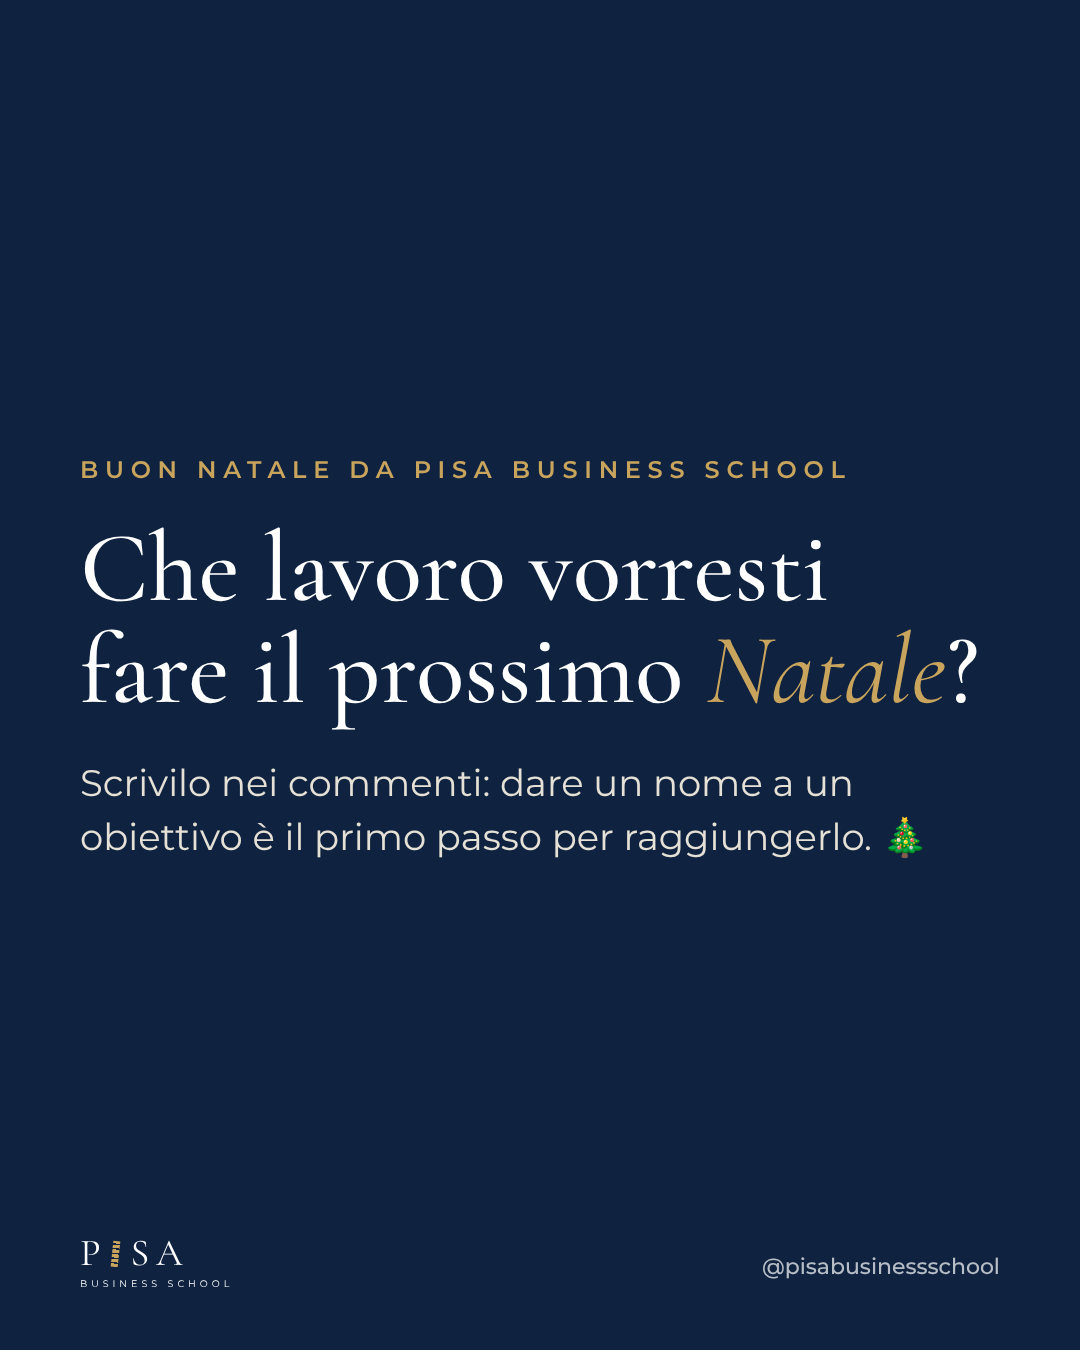 BUON NATALE DA PISA BUSINESS SCHOOL
Che lavoro vorresti
fare il prossimo Natale?
Scrivilo nei commenti: dare un nome a un
obiettivo è il primo passo per raggiungerlo. 🎄
PISA
BUSINESS SCHOOL
@pisabusinessschool